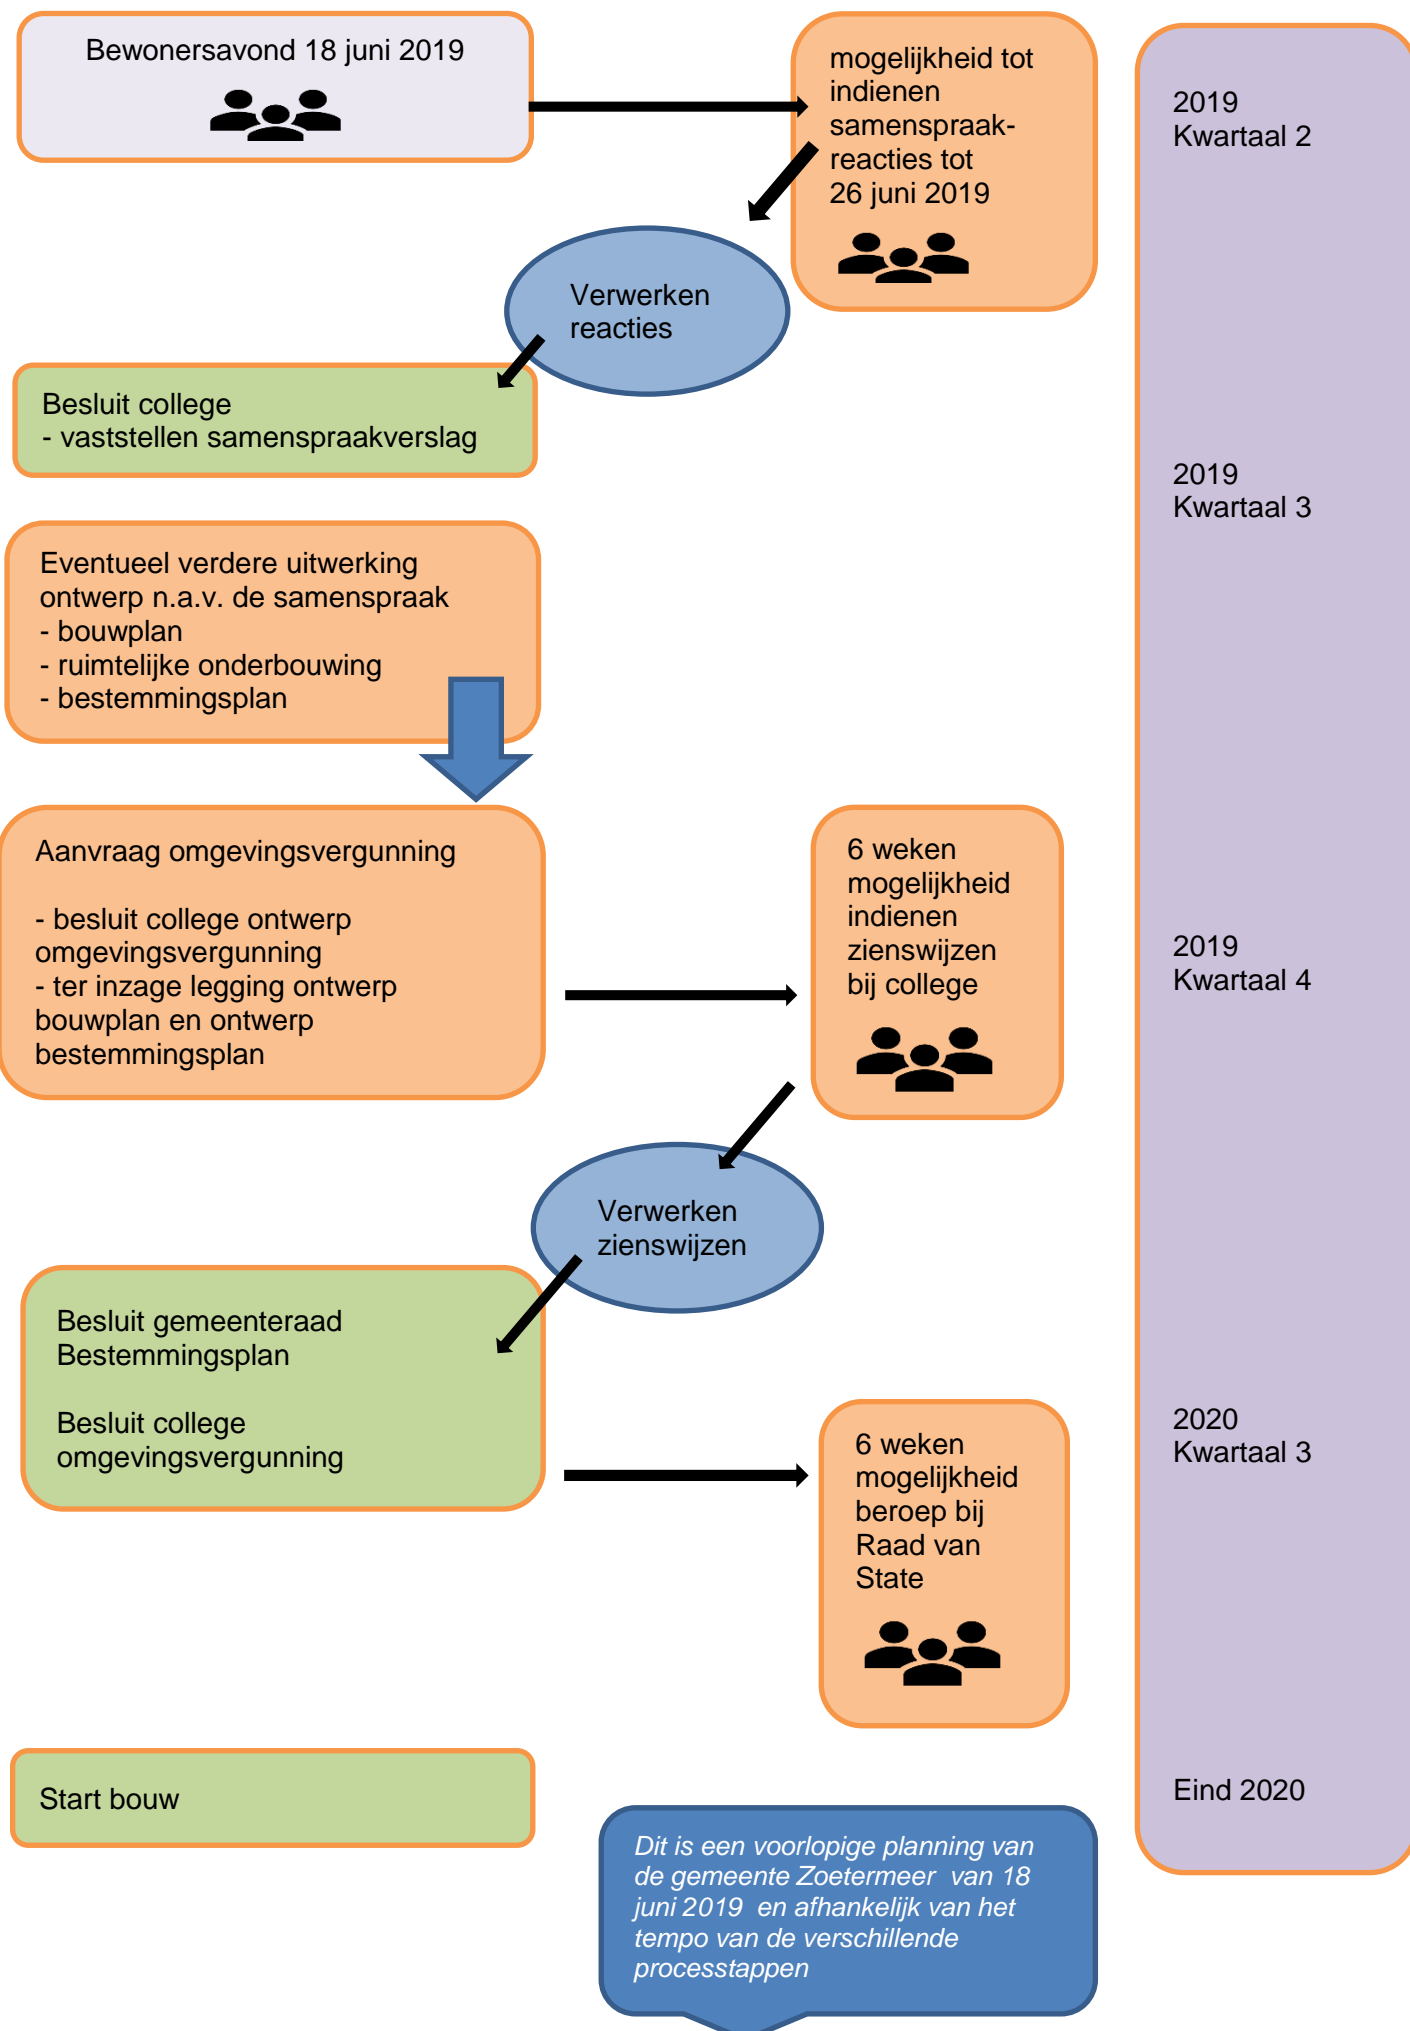 Bewonersavond 18 juni 2019
mogelijkheid tot
indienen
samenspraak-
reacties tot
26 juni 2019
2019
Kwartaal 2
Verwerken
reacties
Besluit college
- vaststellen samenspraakverslag
2019
Kwartaal 3
Eventueel verdere uitwerking
ontwerp n.a.v. de samenspraak
- bouwplan
- ruimtelijke onderbouwing
- bestemmingsplan
Aanvraag omgevingsvergunning
- besluit college ontwerp
omgevingsvergunning
- ter inzage legging ontwerp
bouwplan en ontwerp
bestemmingsplan
6 weken
mogelijkheid
indienen
zienswijzen
bij college
2019
Kwartaal 4
Verwerken
zienswijzen
Besluit gemeenteraad
Bestemmingsplan
Besluit college
omgevingsvergunning
6 weken
mogelijkheid
beroep bij
Raad van
State
2020
Kwartaal 3
Start bouw
Eind 2020
Dit is een voorlopige planning van
de gemeente Zoetermeer  van 18
juni 2019  en afhankelijk van het
tempo van de verschillende
processtappen